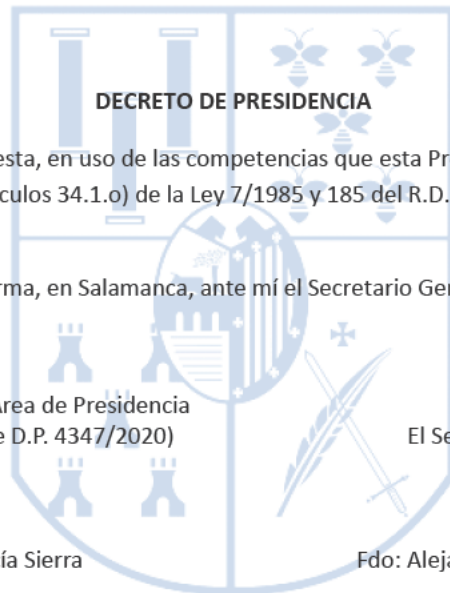 DECRETO DE PRESIDENCIA
esta, en uso de las competencias que esta Pr
culos 34.1.o) de la Ley 7/1985 y 185 del R.D.
rma, en Salamanca, ante mí el Secretario Ger
Área de Presidencia
e D.P. 4347/2020) El Se
cía Sierra Fdo: Aleja